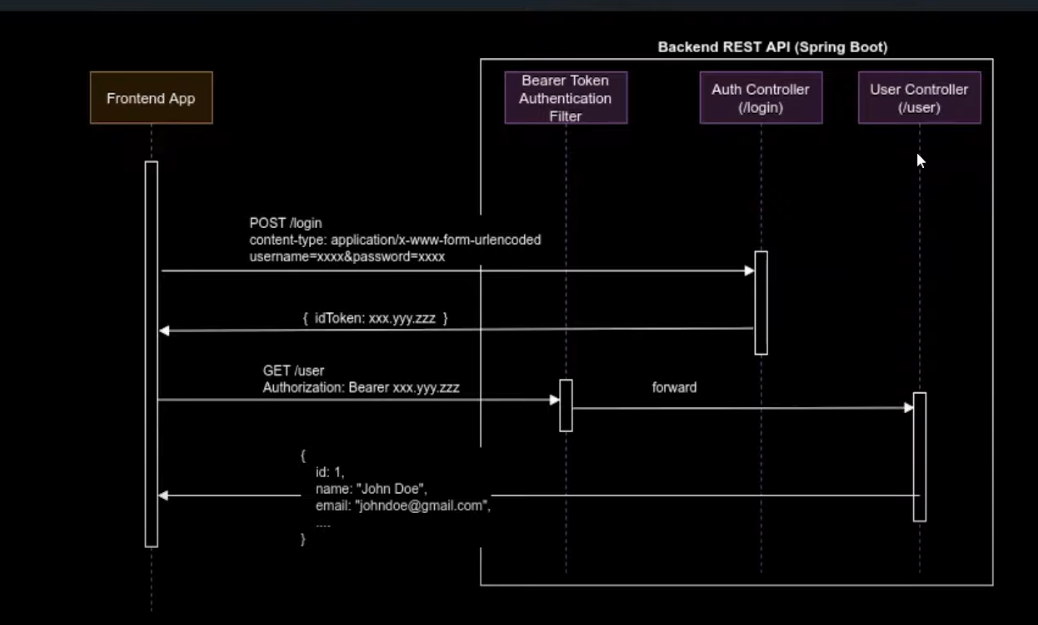 Backend REST API (Spring Boot)
Frontend App
Bearer Token
Authentication
Filter
Auth Controller
(/login)
User Controller
(/user)
POST /login
content-type: application/x-www-form-urlencoded
username=xxxx&password=xxxx
{ idToken: xxx.yyy.zzz }
GET /user
Authorization: Bearer xxx.yyy.zzz
forward
{
id: 1,
name: "John Doe",
email: "johndoe@gmail.com",
....
}